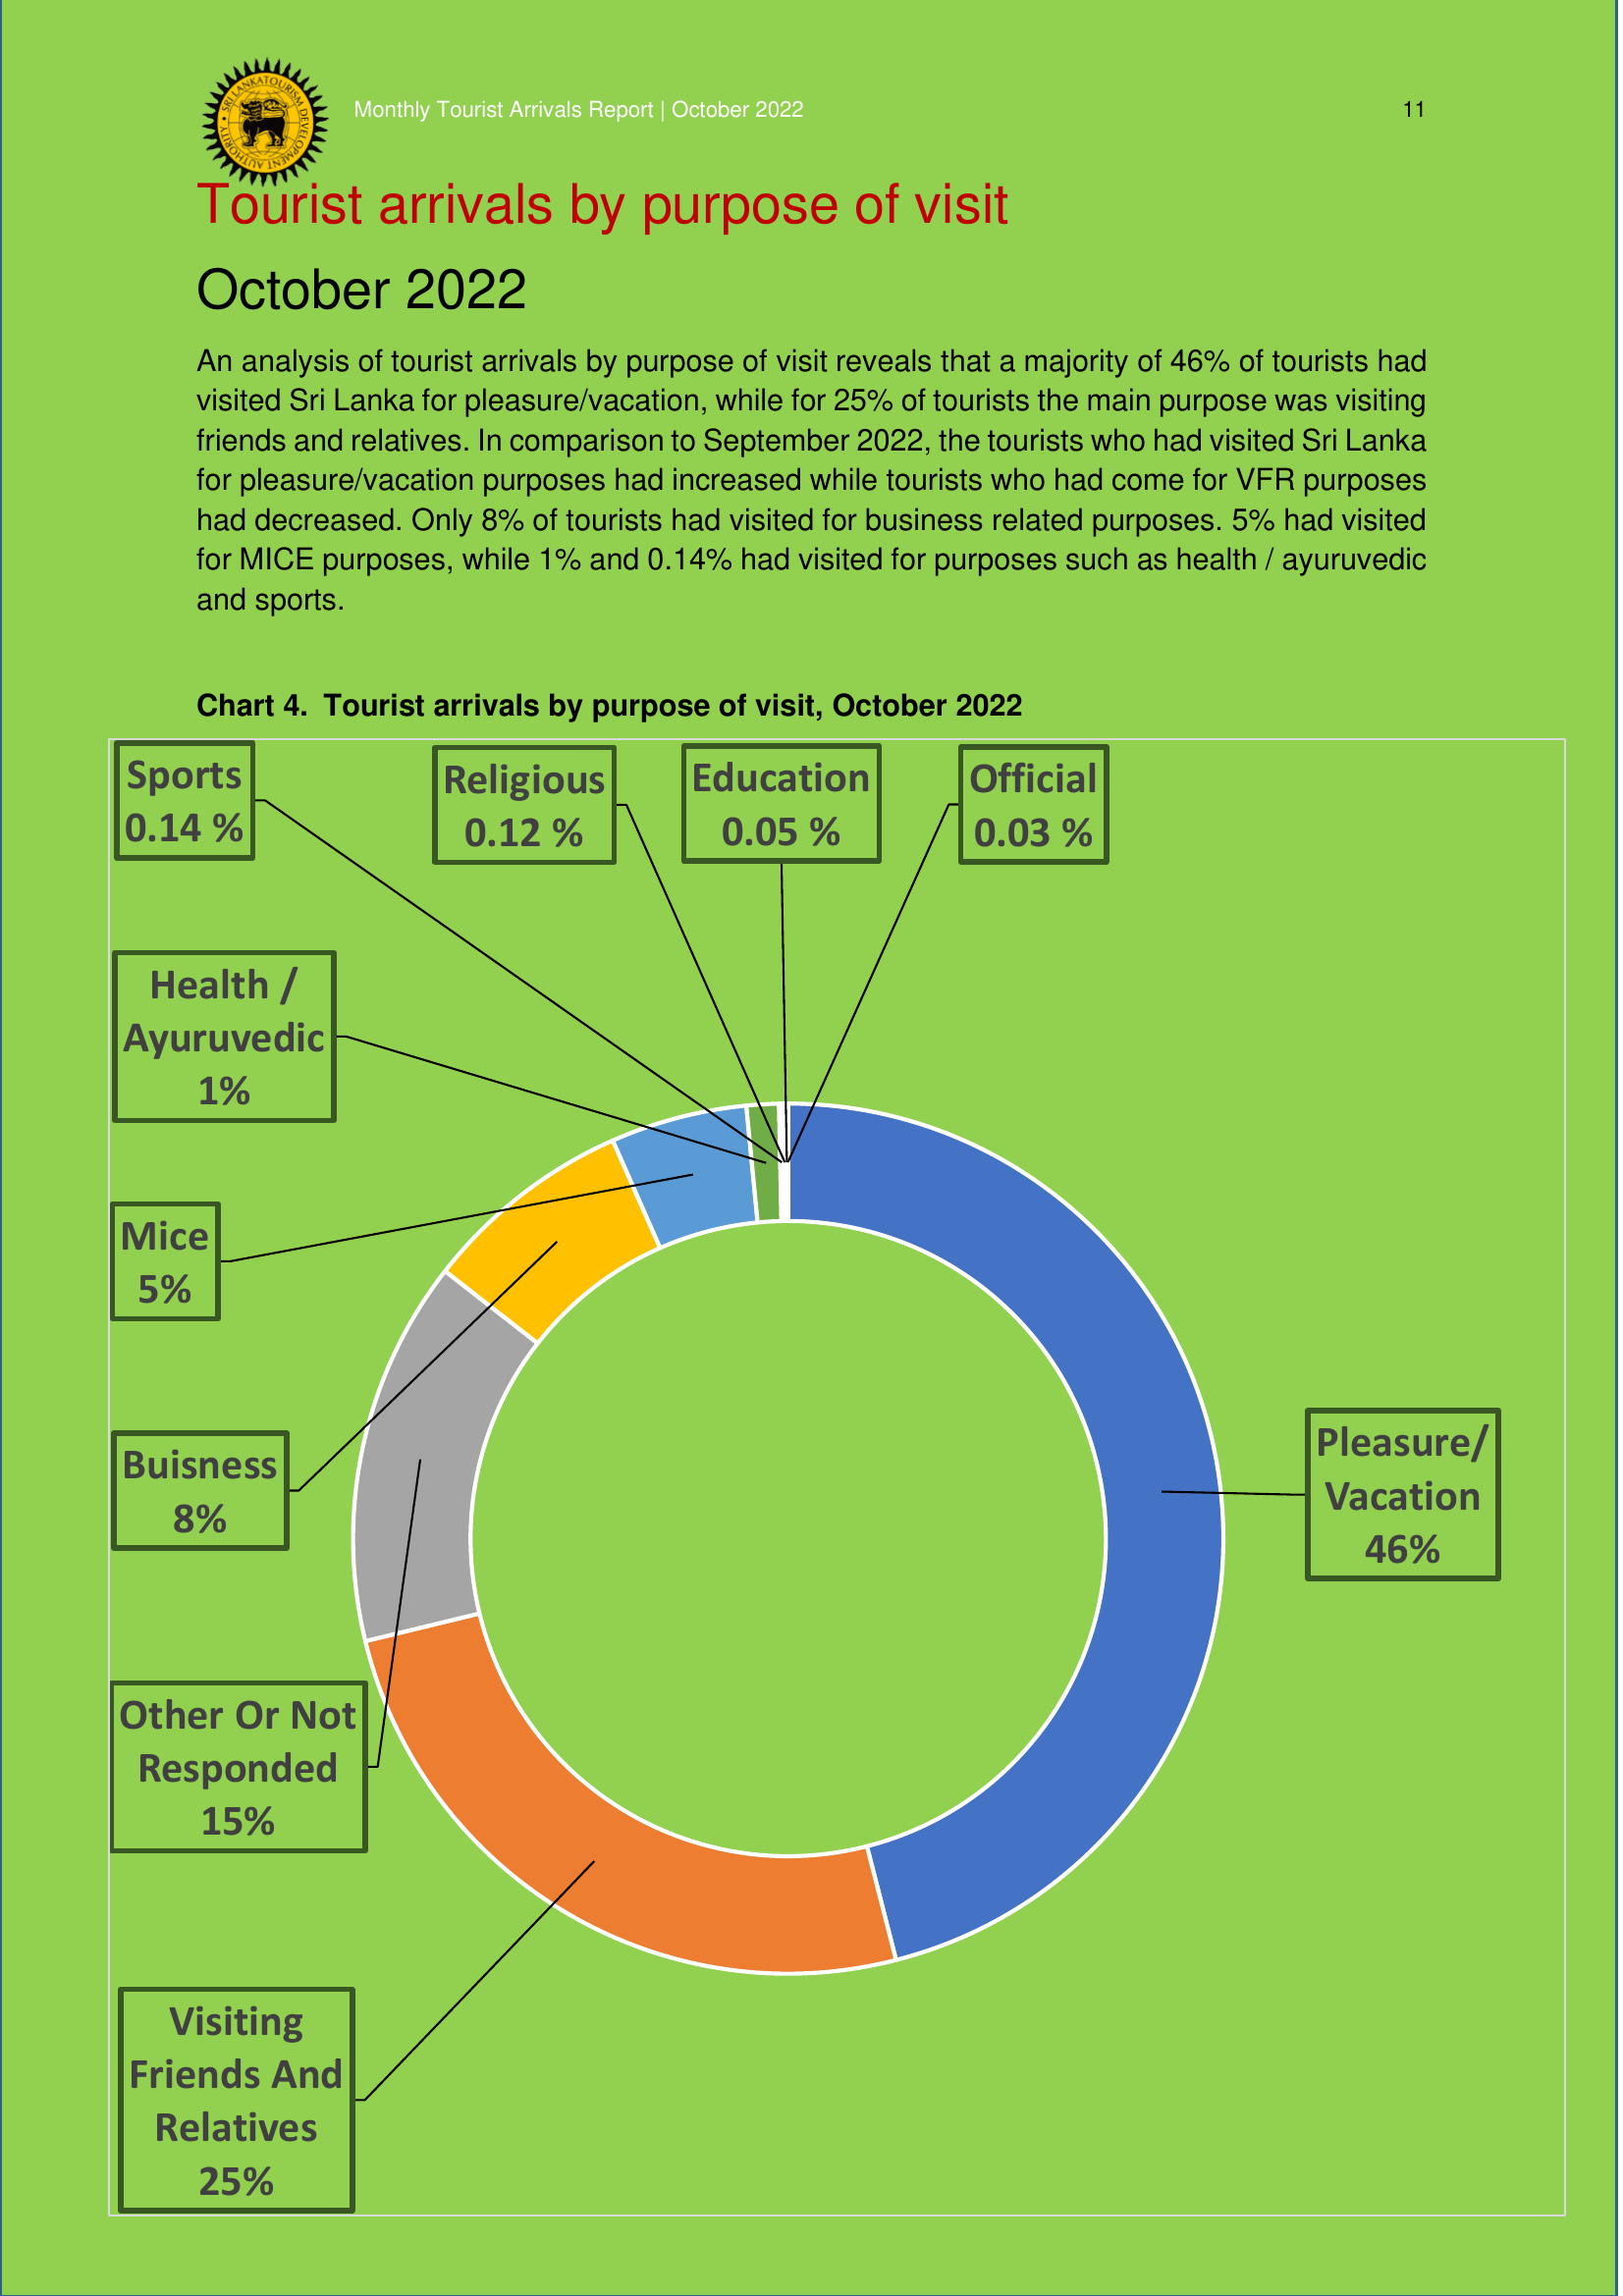 SRI LANKA TOURISM DEVELOPMENT AUTHORITY
Monthly Tourist Arrivals Report | October 2022
11
Tourist arrivals by purpose of visit
October 2022
An analysis of tourist arrivals by purpose of visit reveals that a majority of 46% of tourists had
visited Sri Lanka for pleasure/vacation, while for 25% of tourists the main purpose was visiting
friends and relatives. In comparison to September 2022, the tourists who had visited Sri Lanka
for pleasure/vacation purposes had increased while tourists who had come for VFR purposes
had decreased. Only 8% of tourists had visited for business related purposes. 5% had visited
for MICE purposes, while 1% and 0.14% had visited for purposes such as health / ayuruvedic
and sports.
Chart 4. Tourist arrivals by purpose of visit, October 2022
Sports
0.14 %
Religious
0.12 %
Education
0.05 %
Official
0.03 %
Health /
Ayuruvedic
1%
Mice
5%
Buisness
8%
Pleasure/
Vacation
46%
Other Or Not
Responded
15%
Visiting
Friends And
Relatives
25%